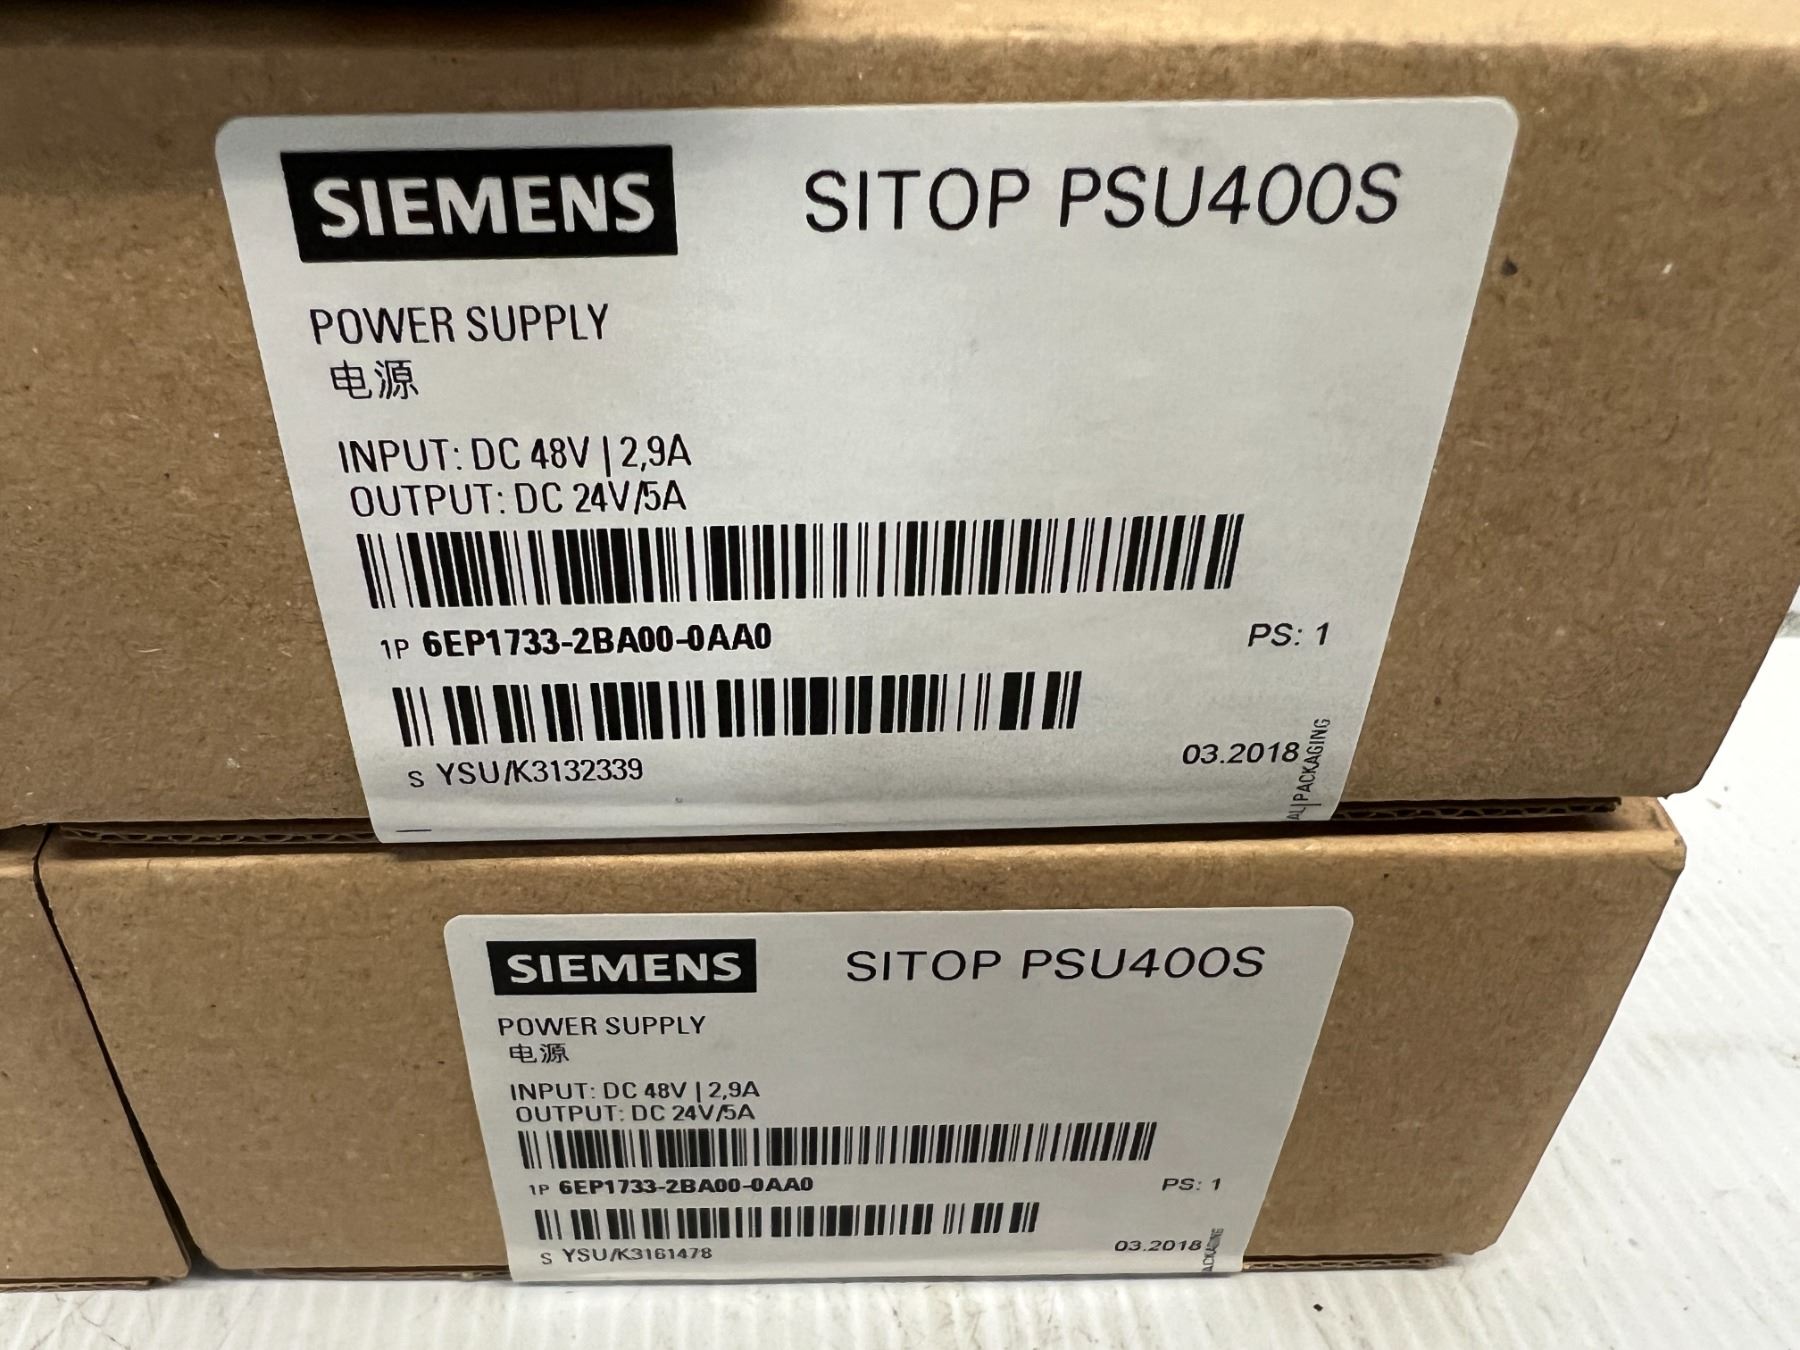 SIEMENS SITOP PSU400S
POWER SUPPLY
电源
INPUT: DC 48V | 2,9A
OUTPUT: DC 24V/5A
1P 6EP1733-2BA00-0AA0 PS: 1
S YSU/K3132339 03.2018
PACKAGING
SIEMENS SITOP PSU400S
POWER SUPPLY
电源
INPUT: DC 48V | 2,9A
OUTPUT: DC 24V/5A
1P 6EP1733-2BA00-0AA0 PS: 1
S YSU/K3161478 03.2018